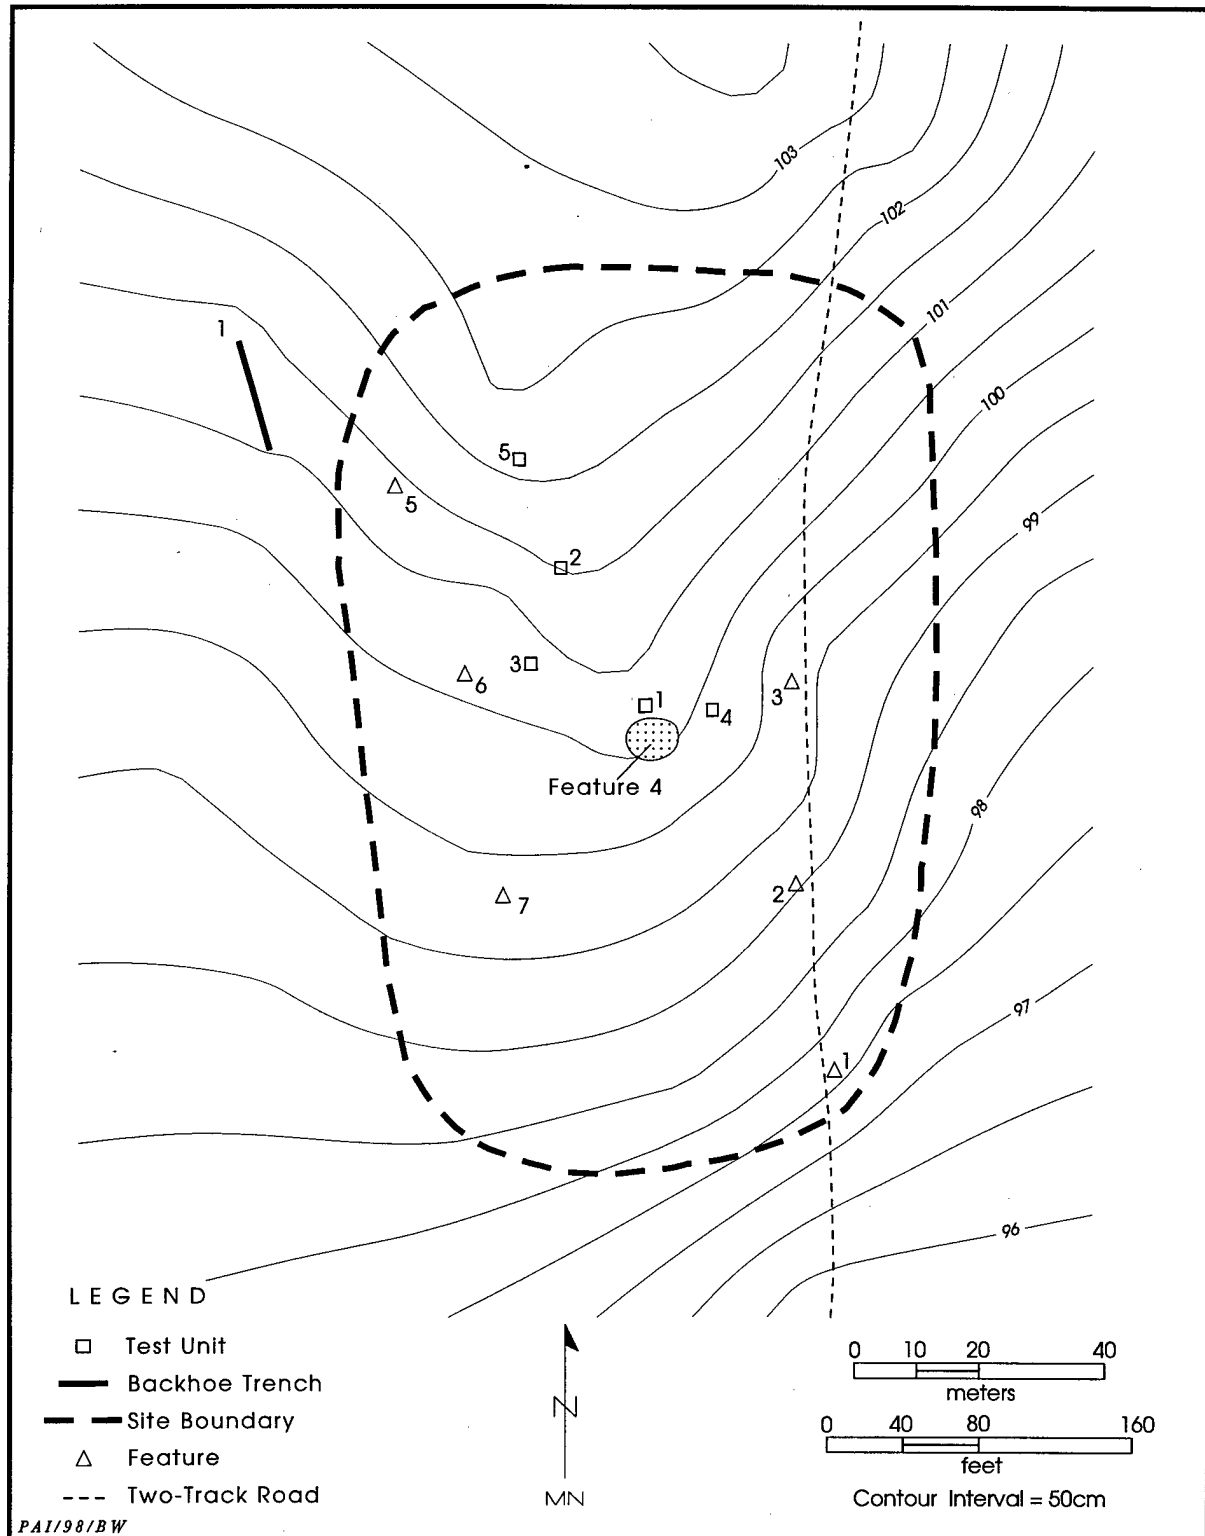 103
102
1
101
100
5
5
99
2
3
6
3
1
4
Feature 4
98
2
7
97
1
96
LEGEND
Test Unit
Backhoe Trench
Site Boundary
Feature
Two-Track Road
N
MN
0 10 20 40
meters
0 40 80 160
feet
Contour Interval = 50cm
PAI/98/BW